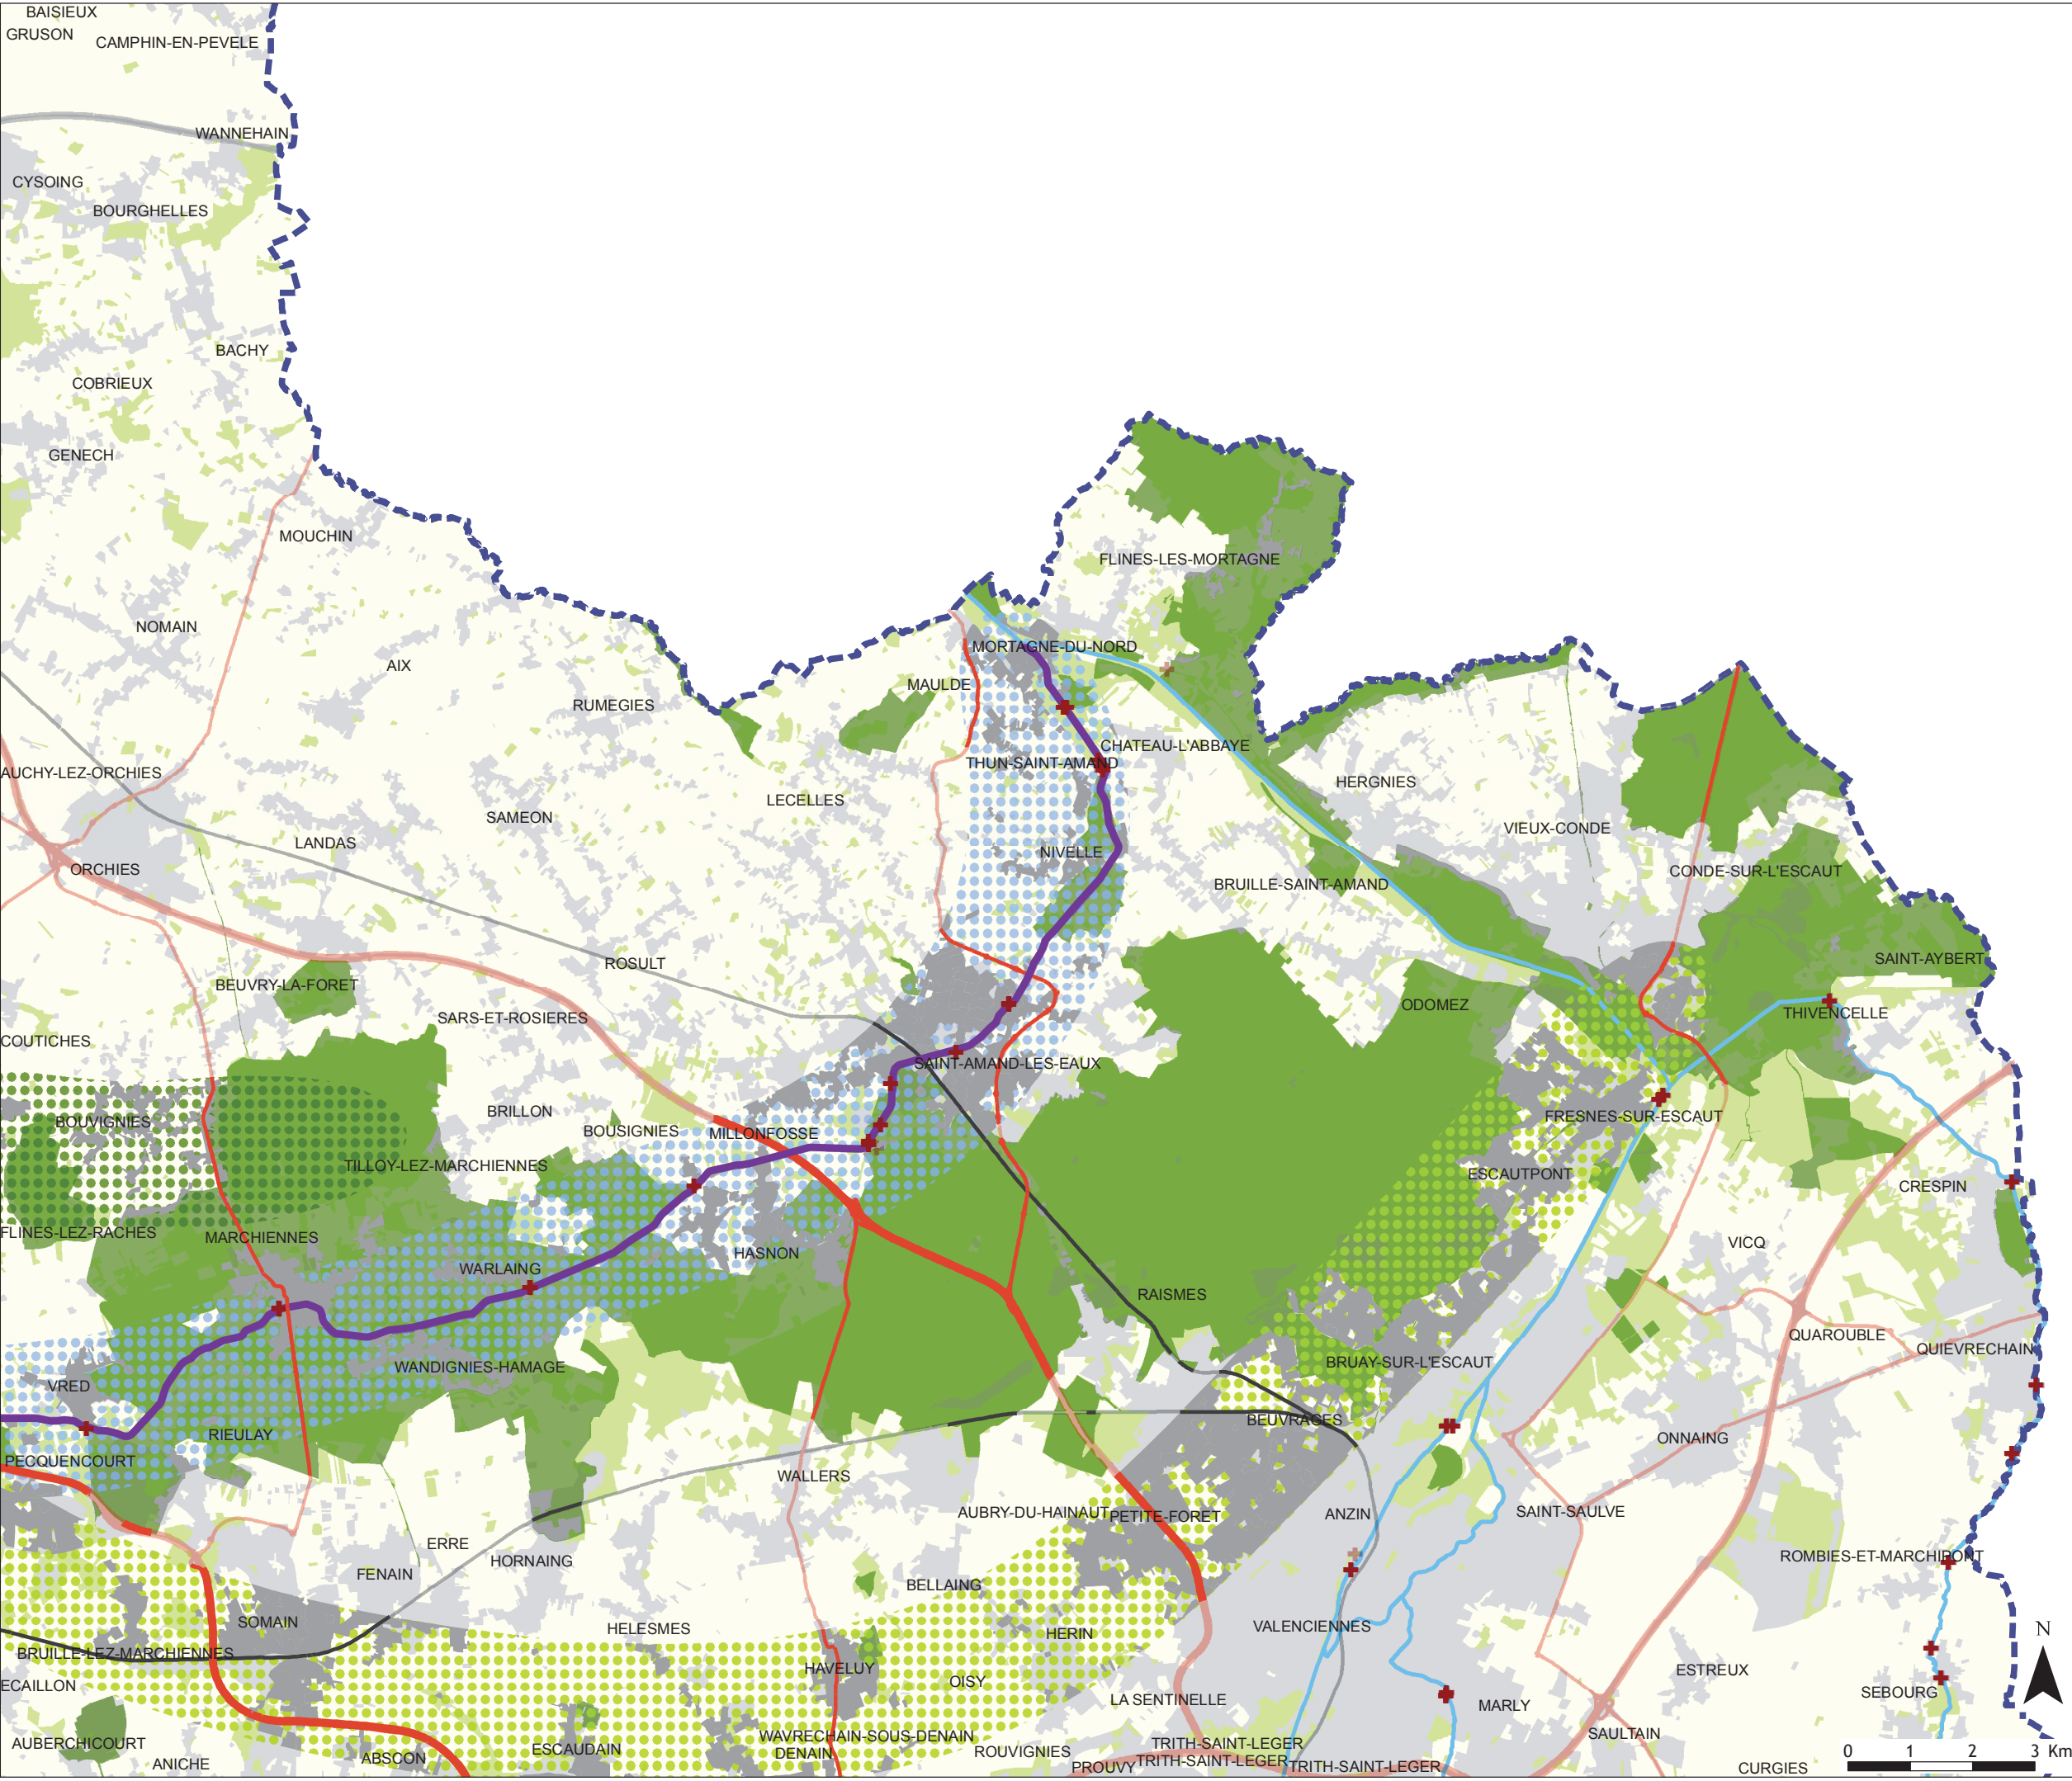 BAISIEUX
GRUSON
CAMPHIN-EN-PEVELE
WANNEHAIN
CYSOING
BOURGHELLES
BACHY
COBRIEUX
GENECH
MOUCHIN
FLINES-LES-MORTAGNE
NOMAIN
MORTAGNE-DU-NORD
AIX
MAULDE
RUMEGIES
CHATEAU-L'ABBAYE
THUN-SAINT-AMAND
AUCHY-LEZ-ORCHIES
HERGNIES
LECELLES
SAMEON
VIEUX-CONDE
LANDAS
NIVELLE
ORCHIES
CONDE-SUR-L'ESCAUT
BRUILLE-SAINT-AMAND
SAINT-AYBERT
ROSULT
BEUVRY-LA-FORET
ODOMEZ
SARS-ET-ROSIERES
THIVENCELLE
COUTICHES
SAINT-AMAND-LES-EAUX
BRILLON
FRESNES-SUR-ESCAUT
BOUVIGNIES
BOUSIGNIES
MILLONFOSSE
TILLOY-LEZ-MARCHIENNES
ESCAUTPONT
CRESPIN
FLINES-LEZ-RACHES
MARCHIENNES
VICQ
HASNON
WARLAING
RAISMES
QUAROUBLE
QUIEVRECHAIN
BRUAY-SUR-L'ESCAUT
WANDIGNIES-HAMAGE
VRED
BEUVRAGES
RIEULAY
ONNAING
PECQUENCOURT
WALLERS
AUBRY-DU-HAINAUT
PETITE-FORET
ANZIN
SAINT-SAULVE
ERRE
HORNAING
ROMBIES-ET-MARCHIPONT
FENAIN
BELLAING
SOMAIN
HELESMES
HERIN
VALENCIENNES
N
BRUILLE-LEZ-MARCHIENNES
HAVELUY
ESTREUX
ECAILLON
OISY
SEBOURG
LA SENTINELLE
MARLY
SAULTAIN
WAVRECHAIN-SOUS-DENAIN
AUBERCHICOURT
ESCAUDAIN
DENAIN
ROUVIGNIES
TRITH-SAINT-LEGER
0 1 2 3 Km
ANICHE
ABSCON
PROUVY
TRITH-SAINT-LEGER
TRITH-SAINT-LEGER
CURGIES